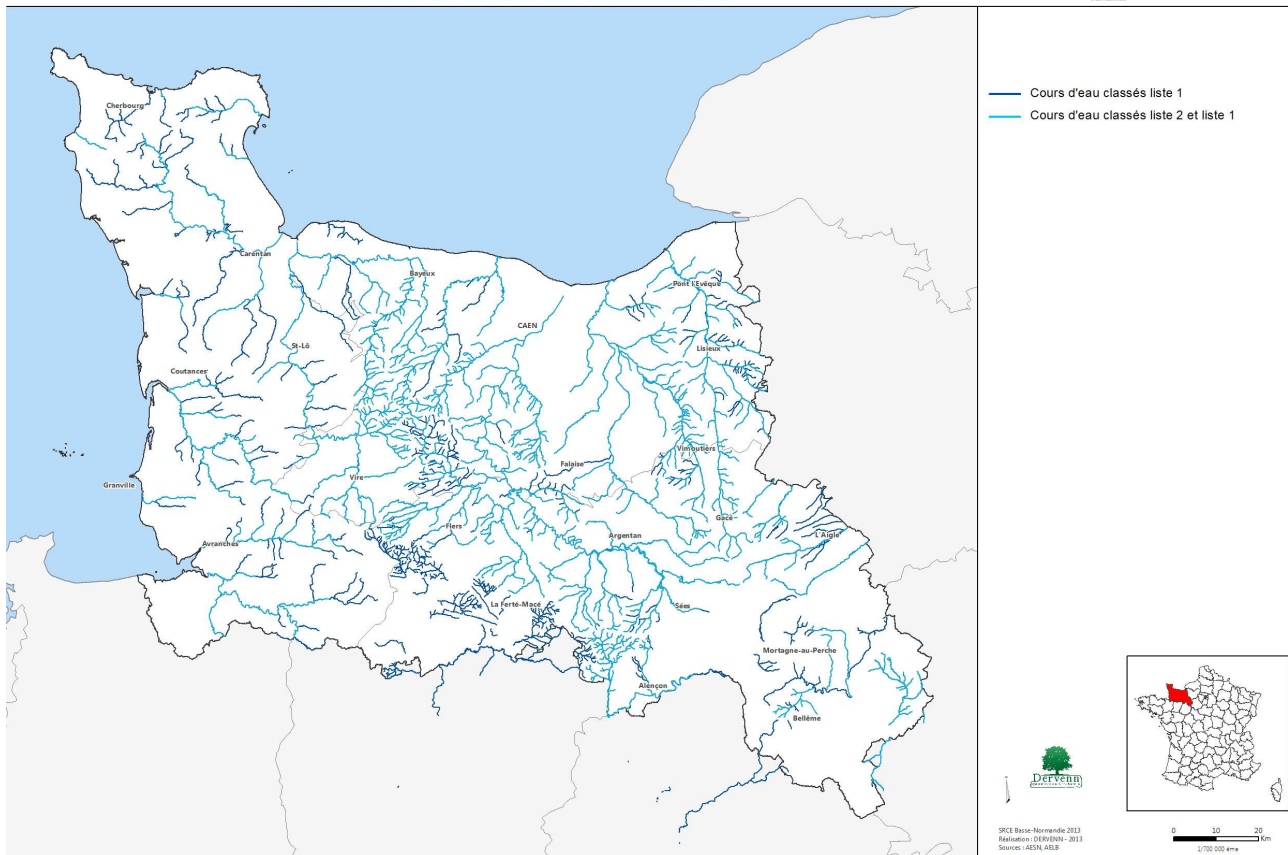 Cours d'eau classés liste 1
Cours d'eau classés liste 2 et liste 1
Cherbourg
Carentan
Bayeux
Pont l'Evêque
CAEN
St-Lô
Lisieux
Coutances
Vimoutiers
Falaise
Vire
Granville
Gacé
Flers
Argentan
L'Aigle
Avranches
La Ferté-Macé
Sées
Mortagne-au-Perche
Alençon
Bellême
Dervenn
SRCE Basse-Normandie 2013
Réalisation : DERVENN - 2013
Sources : AESN, AELB
0 10 20
Km
1/700 000 ème